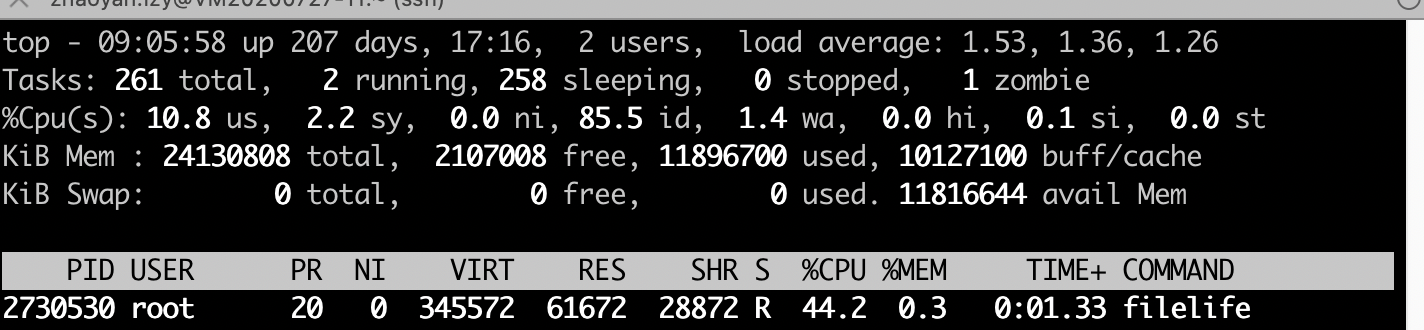 zhaoyan.lzy@VM20200727-11:~ (ssh)
top - 09:05:58 up 207 days, 17:16,  2 users,  load average: 1.53, 1.36, 1.26
Tasks: 261 total,   2 running, 258 sleeping,   0 stopped,   1 zombie
%Cpu(s): 10.8 us,  2.2 sy,  0.0 ni, 85.5 id,  1.4 wa,  0.0 hi,  0.1 si,  0.0 st
KiB Mem : 24130808 total,  2107008 free, 11896700 used, 10127100 buff/cache
KiB Swap:        0 total,        0 free,        0 used. 11816644 avail Mem
    PID USER      PR  NI    VIRT    RES    SHR S  %CPU %MEM     TIME+ COMMAND
2730530 root      20   0  345572  61672  28872 R  44.2  0.3   0:01.33 filelife